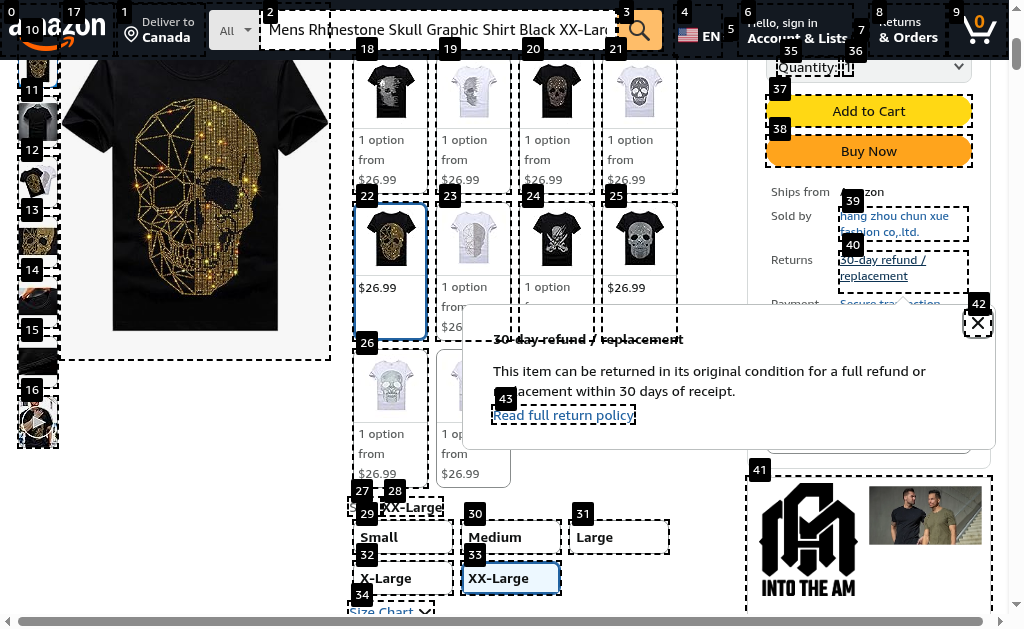 0 17 1 2 3 4 6 8 9
10 amazon
Deliver to
Canada
All
Mens Rhinestone Skull Graphic Shirt Black XX-Lar
EN
5
Hello, sign in
Account & Lists
7
Returns
& Orders
0
18 19 20 21
35 36
Quantity: 1
11
37
Add to Cart
38
Buy Now
12
1 option
from
$26.99
1 option
from
$26.99
1 option
from
$26.99
1 option
from
$26.99
Ships from
Amazon
39
Sold by
hang zhou chun xue
fashion co,.ltd.
40
Returns
30-day refund /
replacement
Payment
Secure transaction
13
22 23 24 25
14
$26.99
1 option
from
$26
1 option
$26.99
42
15
26
30-day refund / replacement
This item can be returned in its original condition for a full refund or
replacement within 30 days of receipt.
43
Read full return policy
16
1 option
from
$26.99
from
$26.99
41
27 28
XX-Large
29 30 31
Small
Medium
Large
32 33
X-Large
XX-Large
34
Size Chart
INTO THE AM